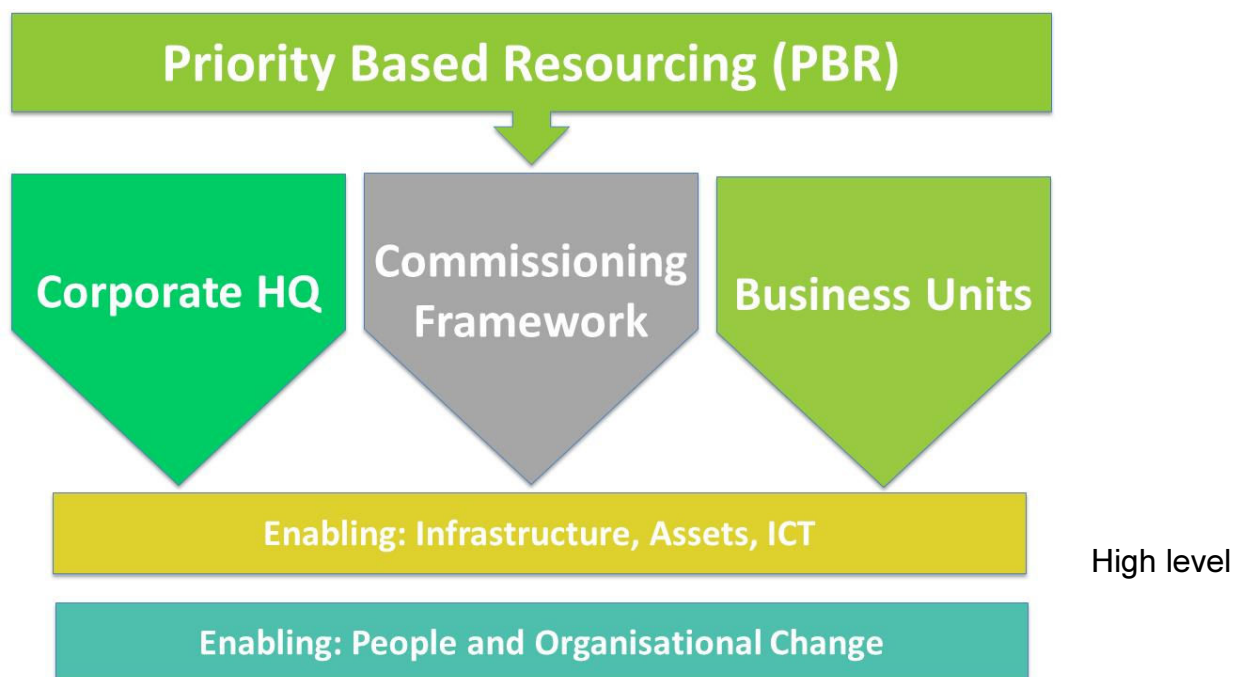 Priority Based Resourcing (PBR)
Corporate HQ
Commissioning
Framework
Business Units
Enabling: Infrastructure, Assets, ICT
High level
Enabling: People and Organisational Change